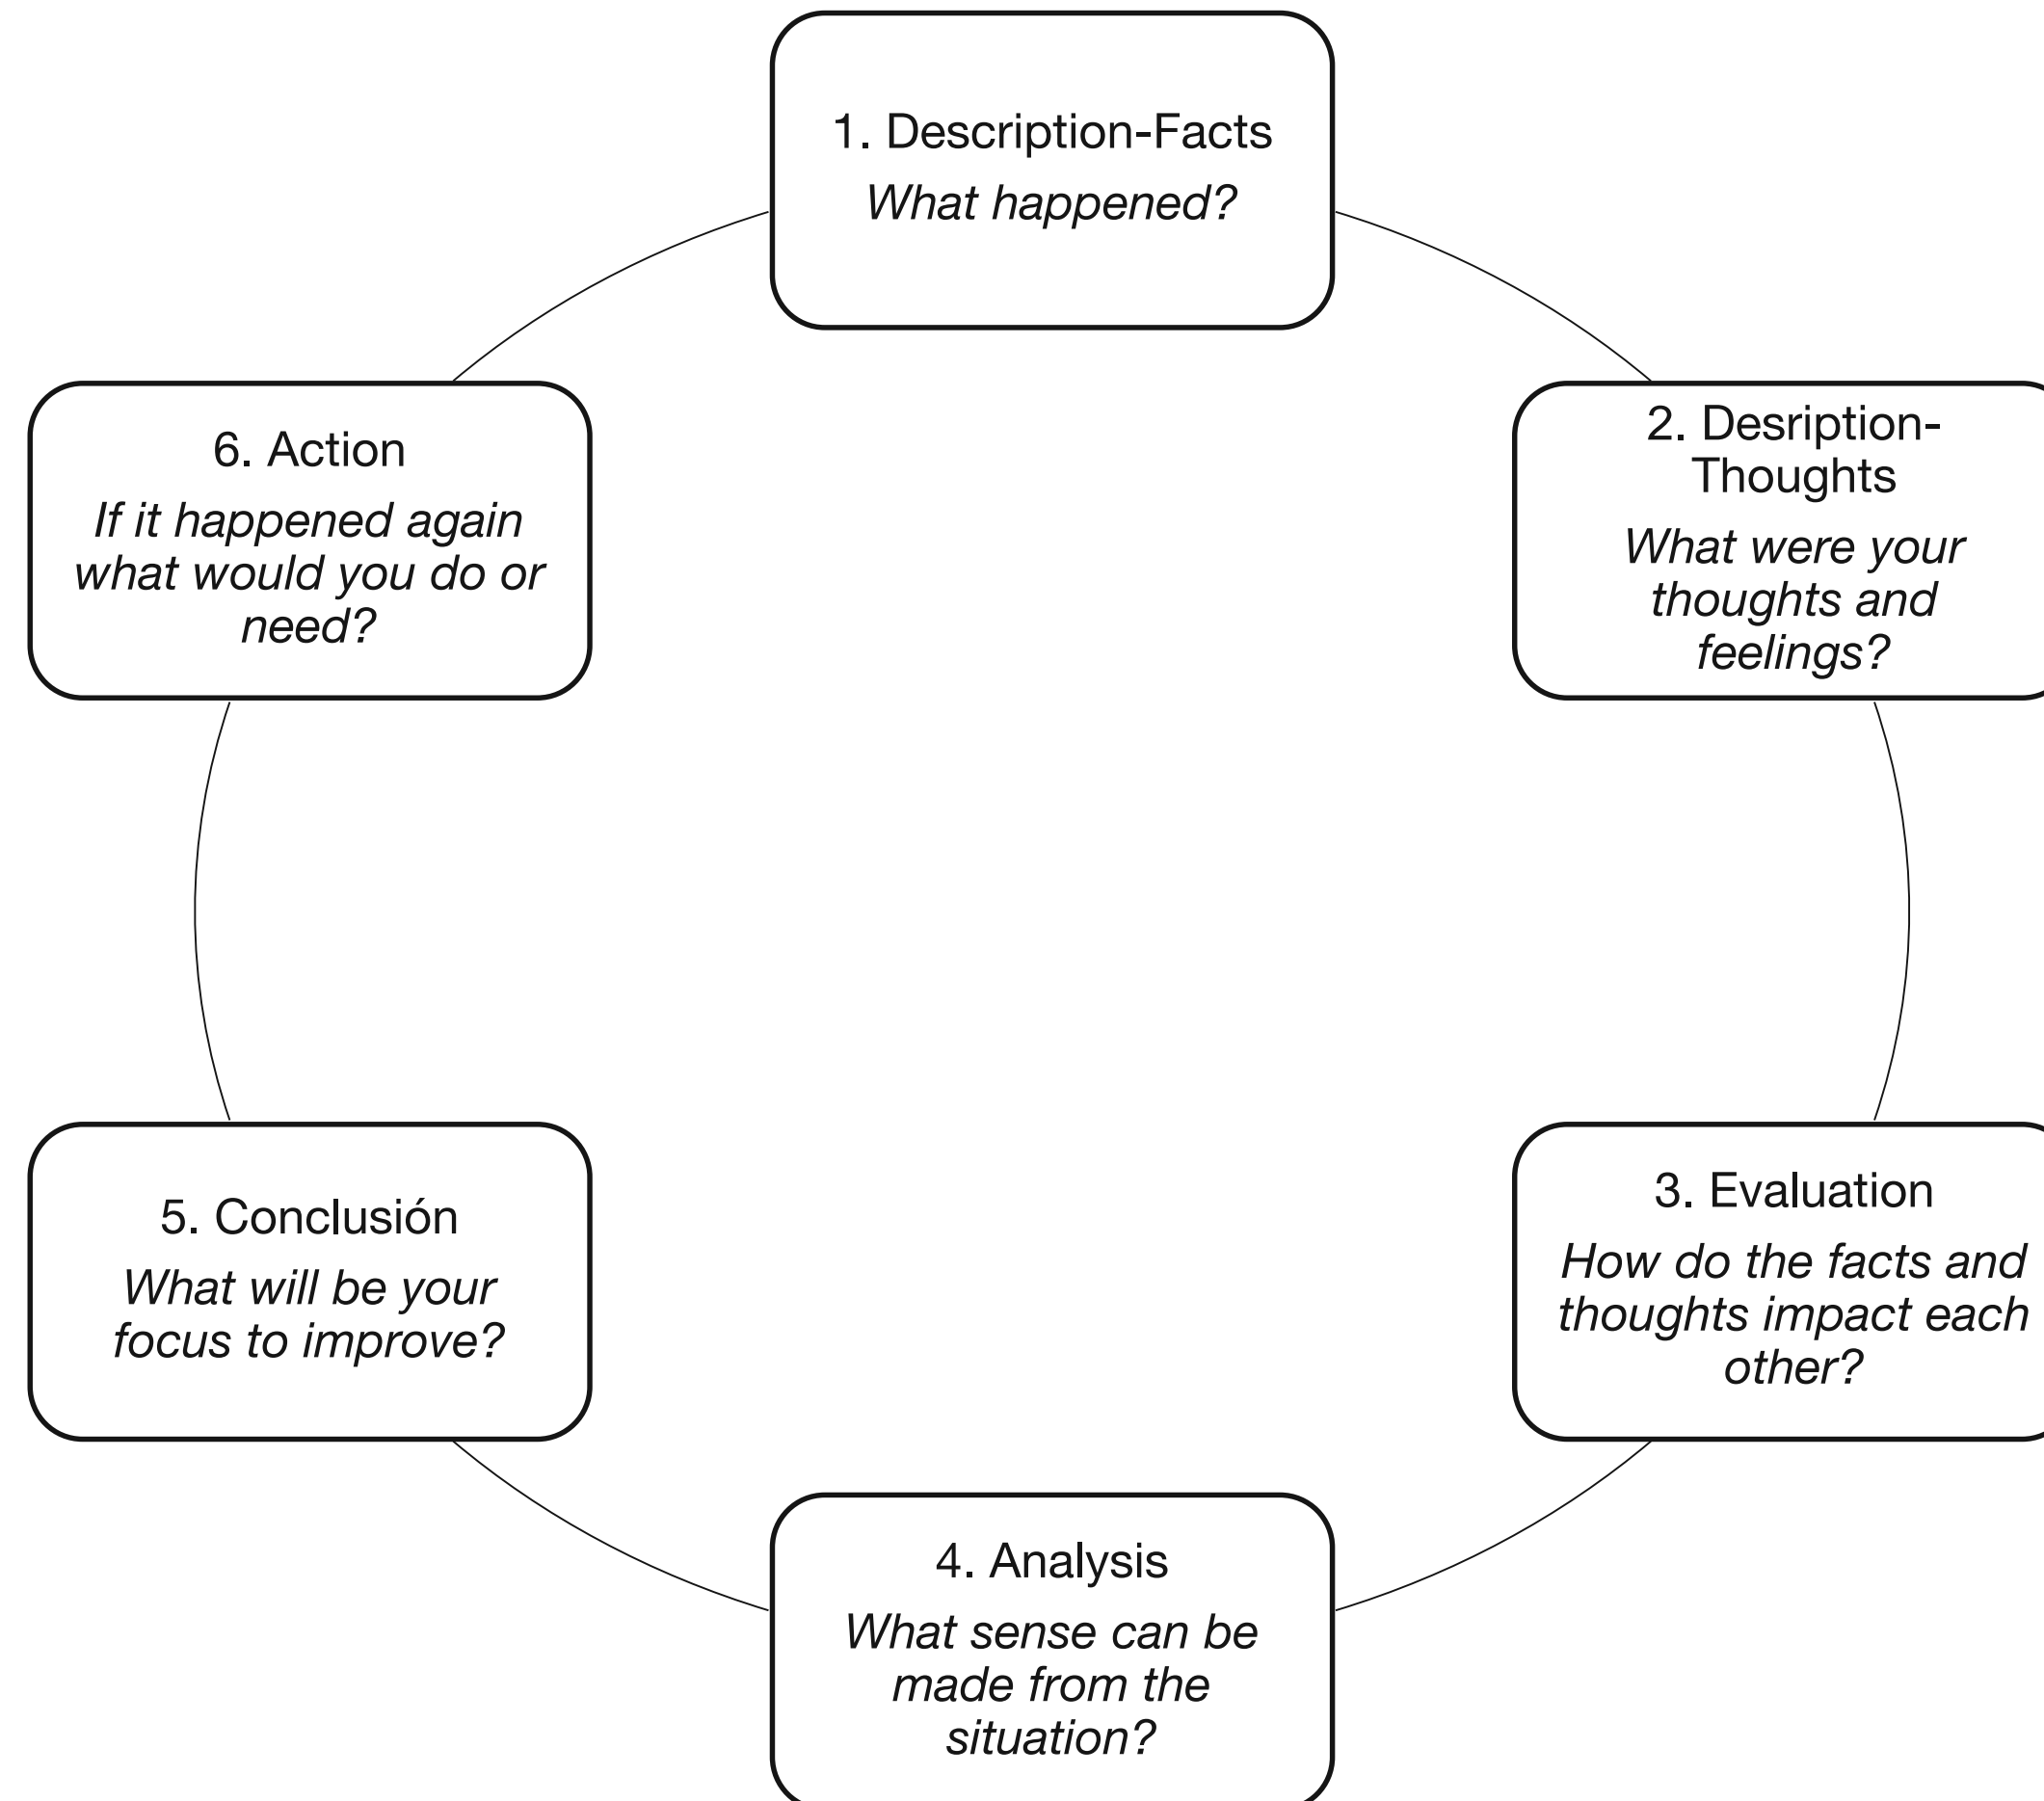 1. Description-Facts
What happened?
2. Desription-
Thoughts
What were your
thoughts and
feelings?
3. Evaluation
How do the facts and
thoughts impact each
other?
4. Analysis
What sense can be
made from the
situation?
5. Conclusión
What will be your
focus to improve?
6. Action
If it happened again
what would you do or
need?